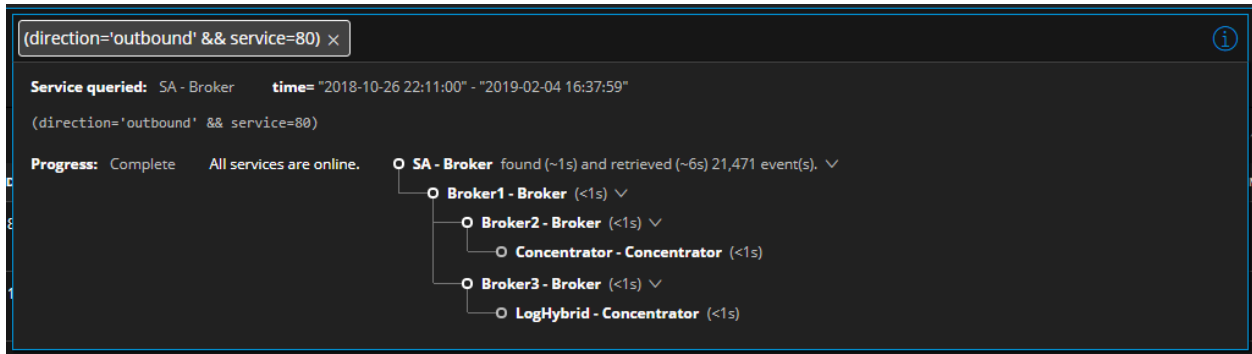 (direction='outbound' && service=80) ×
Service queried: SA - Broker time= "2018-10-26 22:11:00" - "2019-02-04 16:37:59"
(direction='outbound' && service=80)
Progress: Complete All services are online. SA - Broker found (~1s) and retrieved (~6s) 21,471 event(s).
Broker1 - Broker (<1s)
Broker2 - Broker (<1s)
Concentrator - Concentrator (<1s)
Broker3 - Broker (<1s)
LogHybrid - Concentrator (<1s)